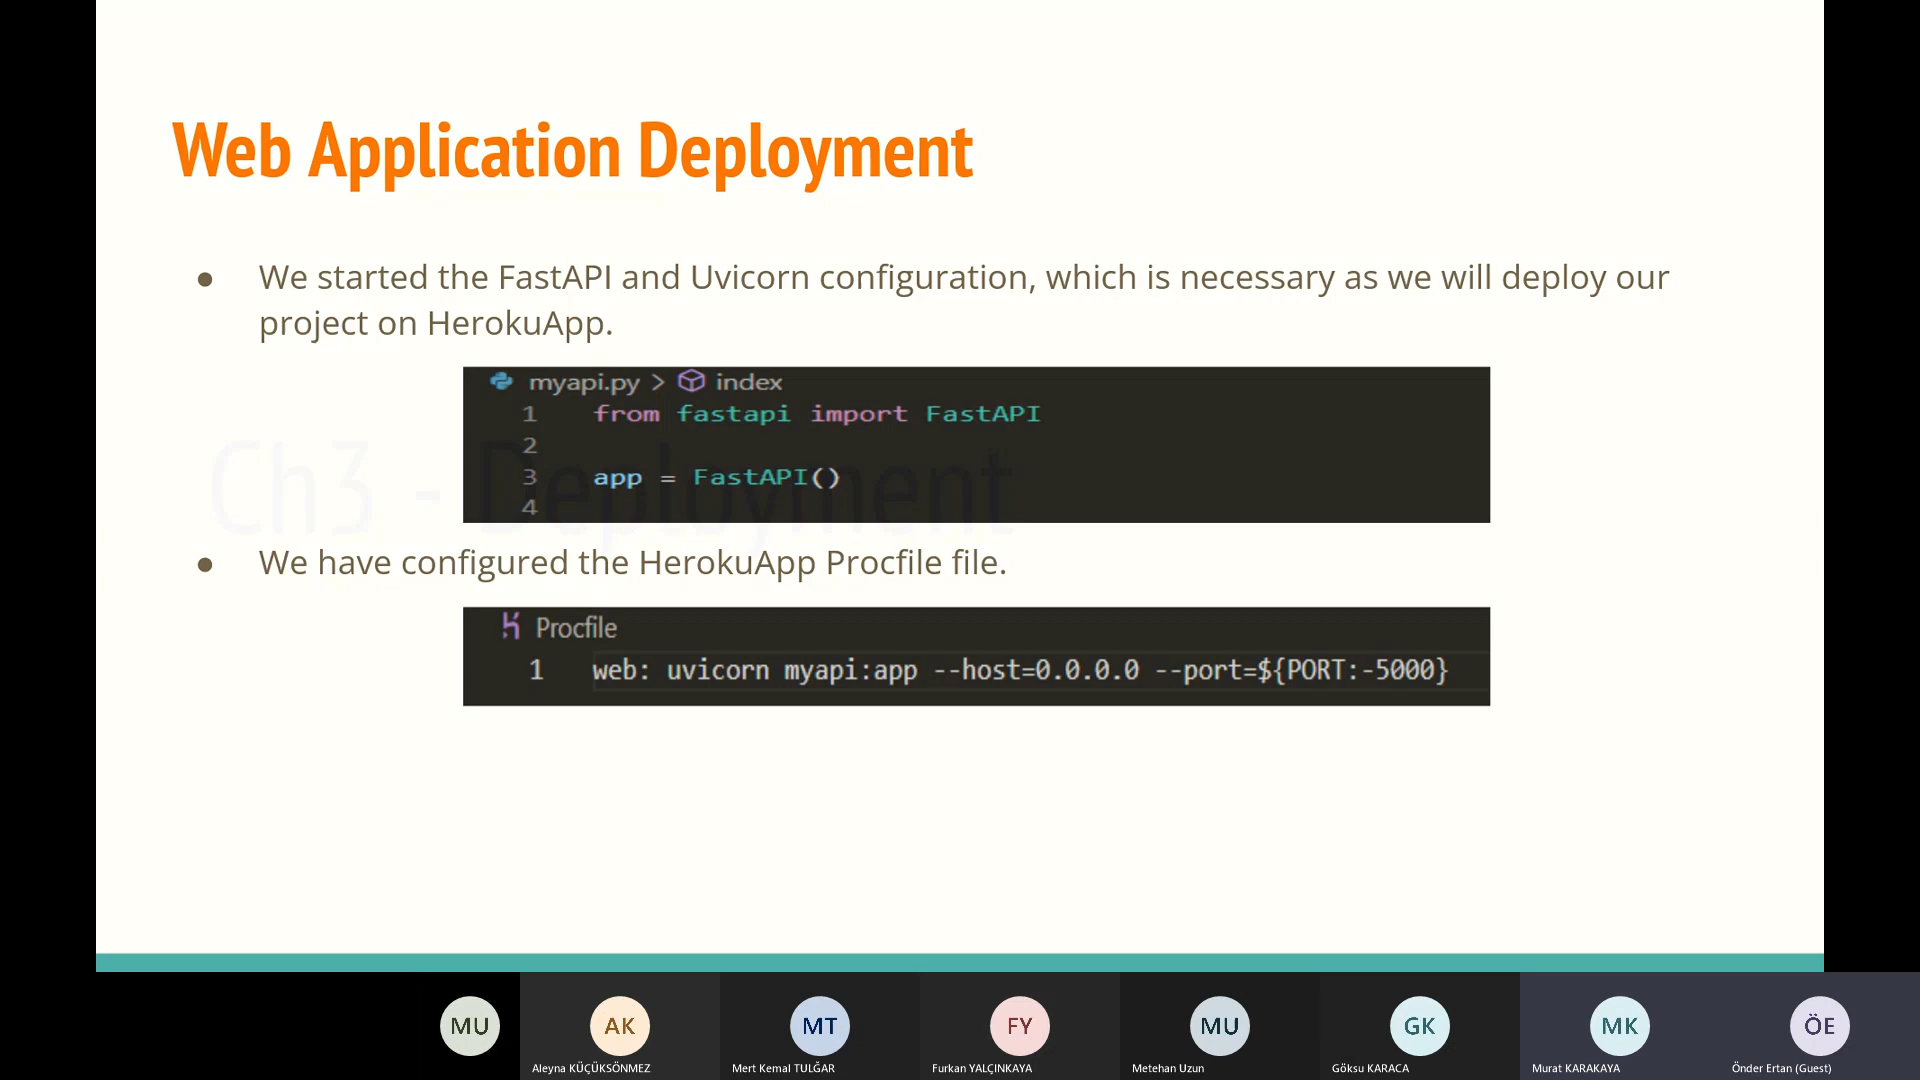 Web Application Deployment
● We started the FastAPI and Uvicorn configuration, which is necessary as we will deploy our
project on HerokuApp.
myapi.py > index
1 from fastapi import FastAPI
2
3 app = FastAPI()
4
Ch3 - Deployment
● We have configured the HerokuApp Procfile file.
Procfile
1 web: uvicorn myapi:app --host=0.0.0.0 --port=${PORT:-5000}
MU AK MT FY MU GK MK ÖE
Aleyna KÜÇÜKSÖNMEZ Mert Kemal TULĞAR Furkan YALÇINKAYA Metehan Uzun Göksu KARACA Murat KARAKAYA Önder Ertan (Guest)